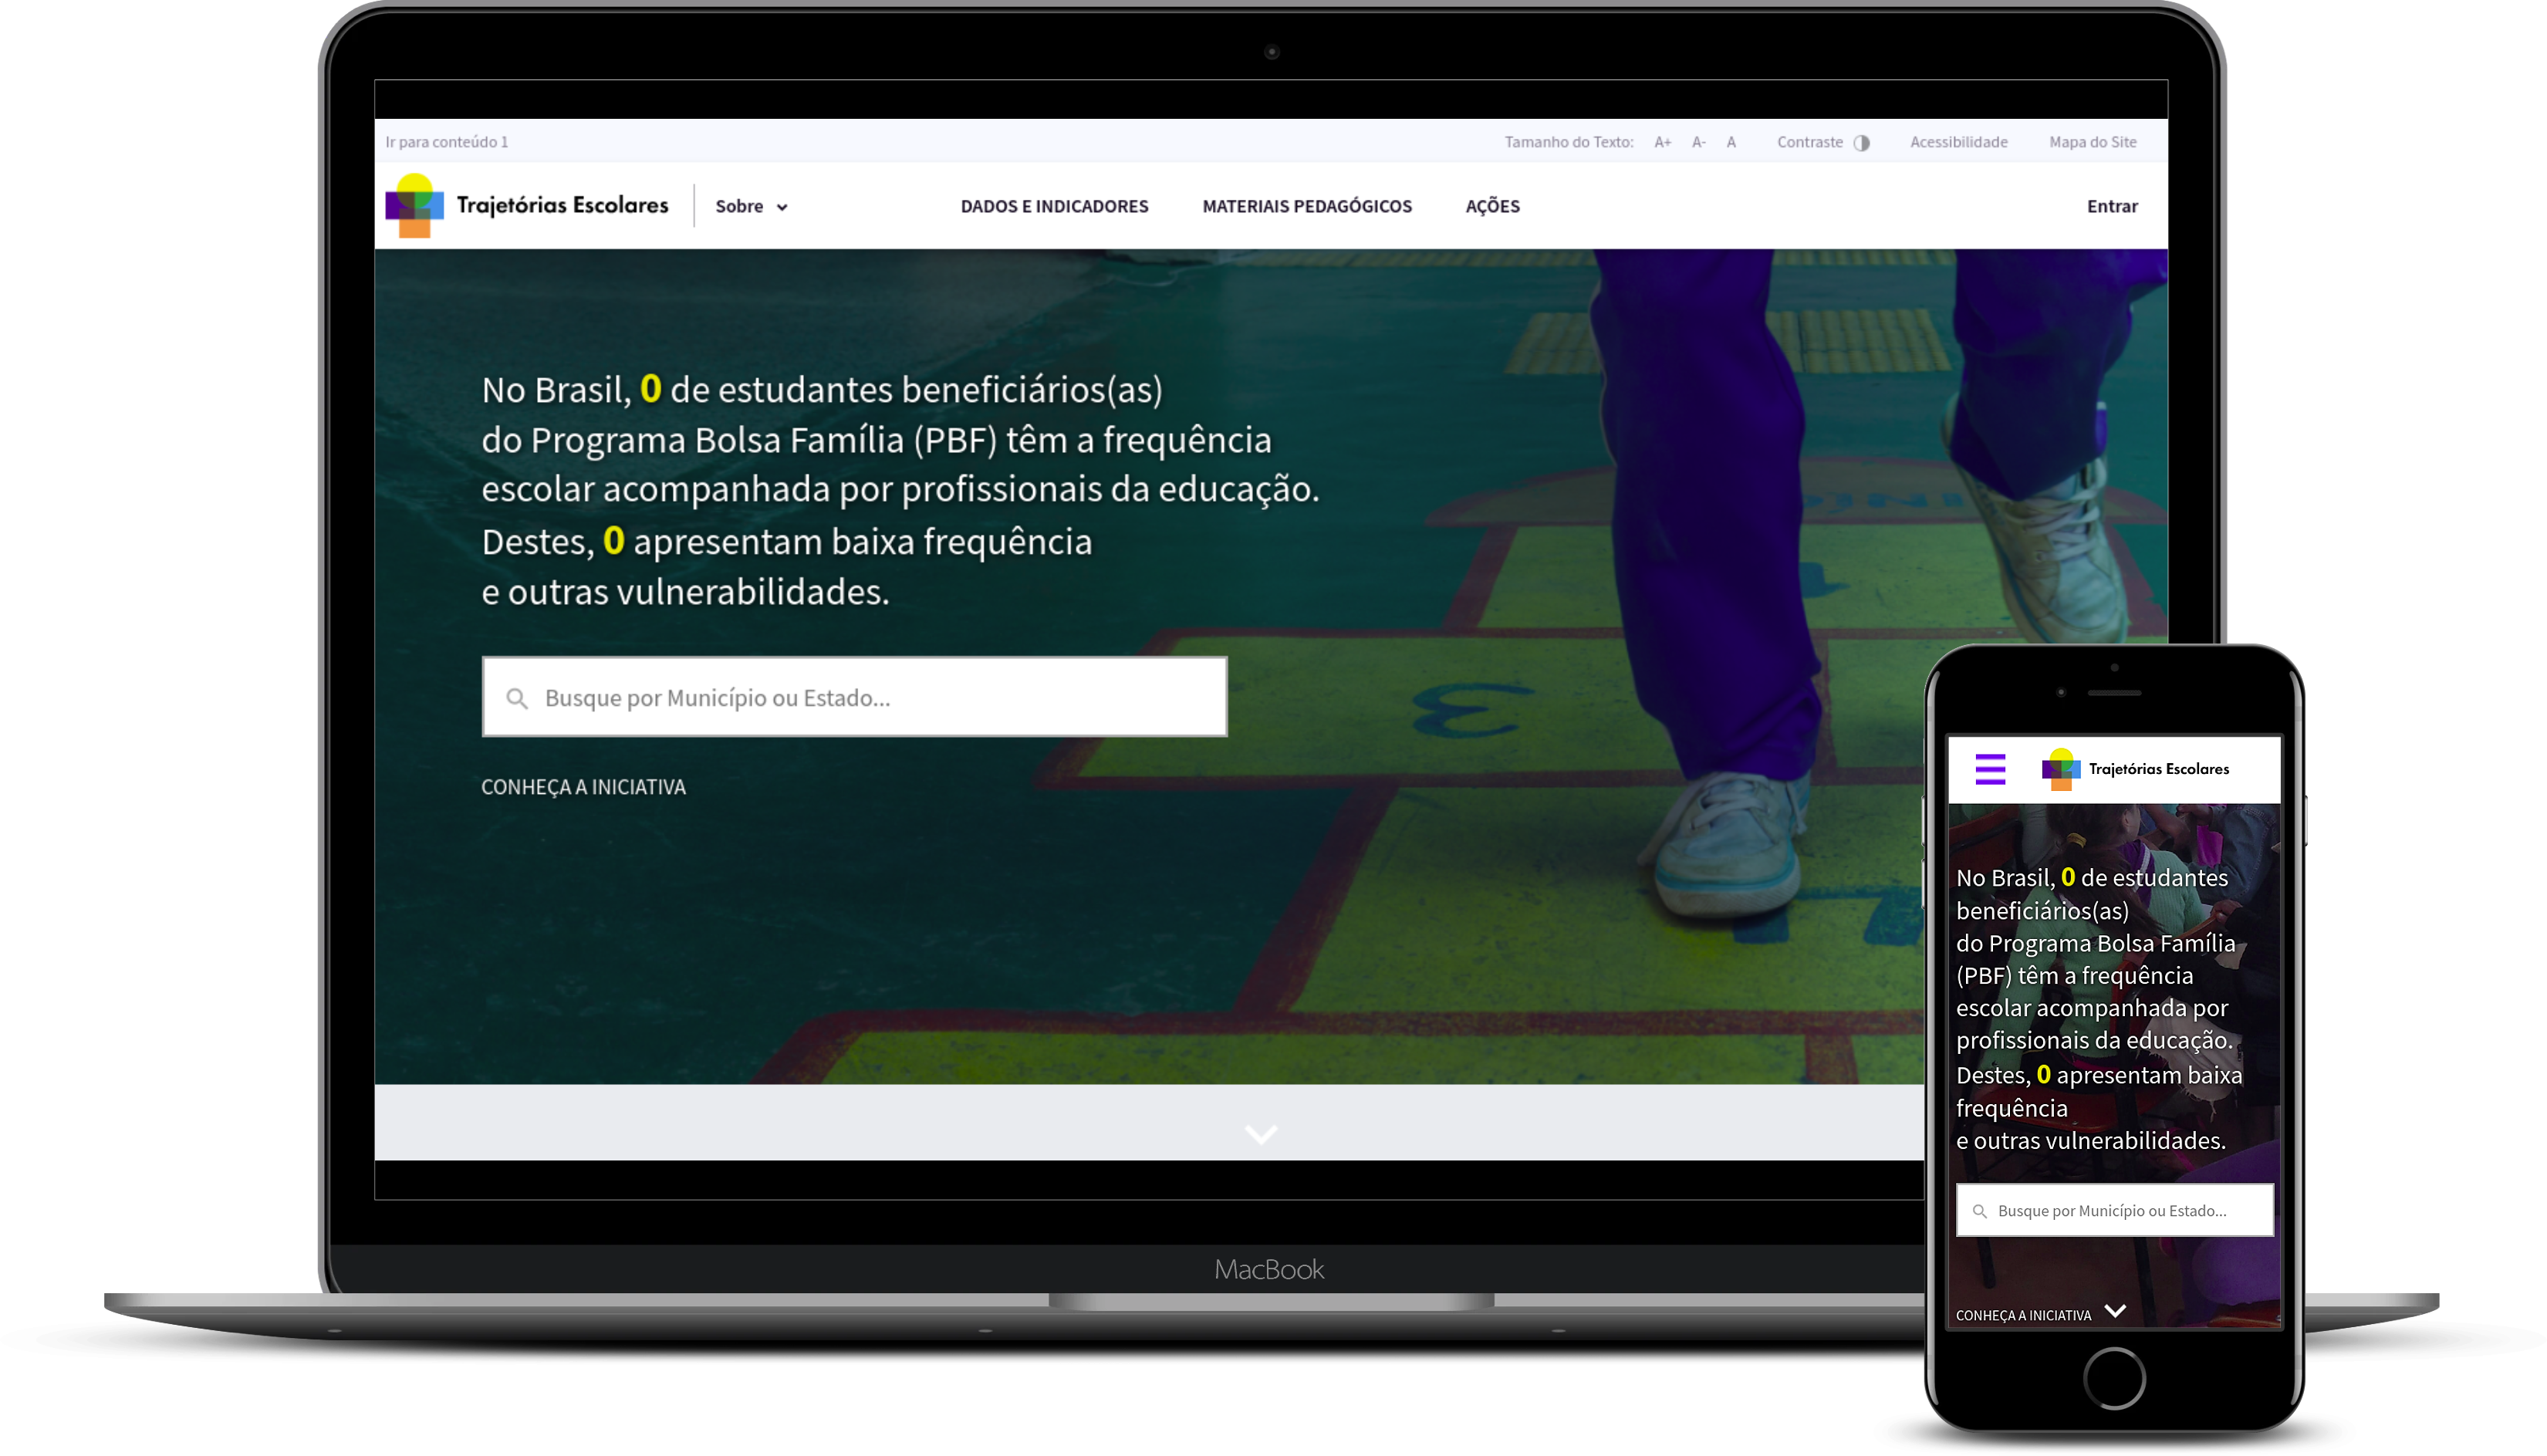 Ir para conteúdo 1
Tamanho do Texto: A+ A- A Contraste Acessibilidade Mapa do Site
Trajetórias Escolares Sobre DADOS E INDICADORES MATERIAIS PEDAGÓGICOS AÇÕES Entrar
No Brasil, 0 de estudantes beneficiários(as)
do Programa Bolsa Família (PBF) têm a frequência
escolar acompanhada por profissionais da educação.
Destes, 0 apresentam baixa frequência
e outras vulnerabilidades.
Busque por Município ou Estado...
CONHEÇA A INICIATIVA
3
MacBook
Trajetórias Escolares
No Brasil, 0 de estudantes
beneficiários(as)
do Programa Bolsa Família
(PBF) têm a frequência
escolar acompanhada por
profissionais da educação.
Destes, 0 apresentam baixa
frequência
e outras vulnerabilidades.
Busque por Município ou Estado...
CONHEÇA A INICIATIVA